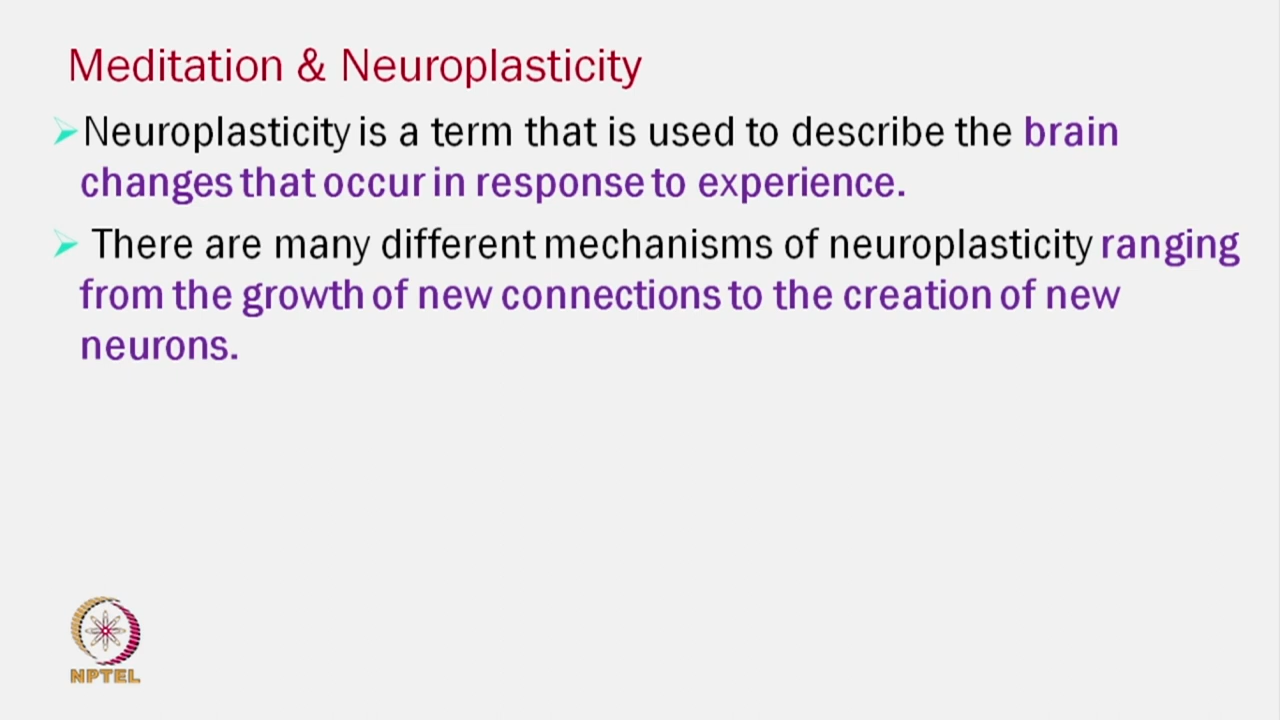 Meditation & Neuroplasticity
Neuroplasticity is a term that is used to describe the brain
changes that occur in response to experience.
There are many different mechanisms of neuroplasticity ranging
from the growth of new connections to the creation of new
neurons.
NPTEL